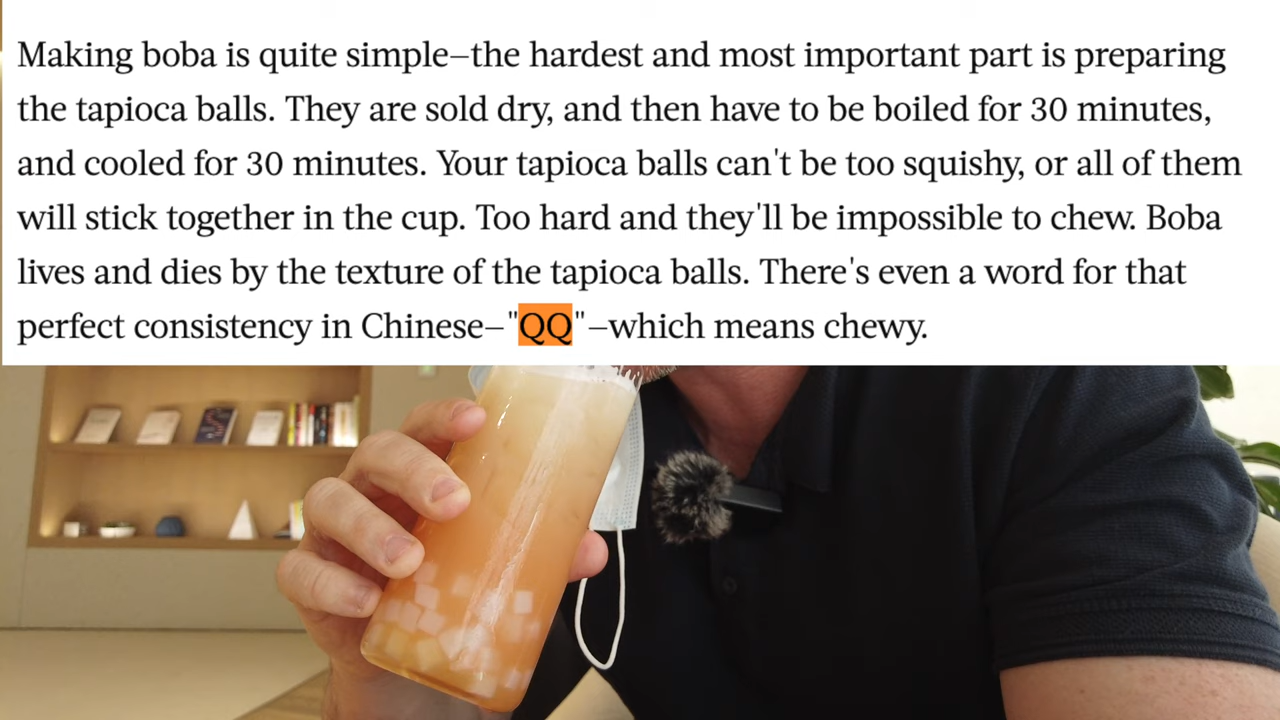 Making boba is quite simple—the hardest and most important part is preparing
the tapioca balls. They are sold dry, and then have to be boiled for 30 minutes,
and cooled for 30 minutes. Your tapioca balls can't be too squishy, or all of them
will stick together in the cup. Too hard and they'll be impossible to chew. Boba
lives and dies by the texture of the tapioca balls. There's even a word for that
perfect consistency in Chinese—"QQ"—which means chewy.